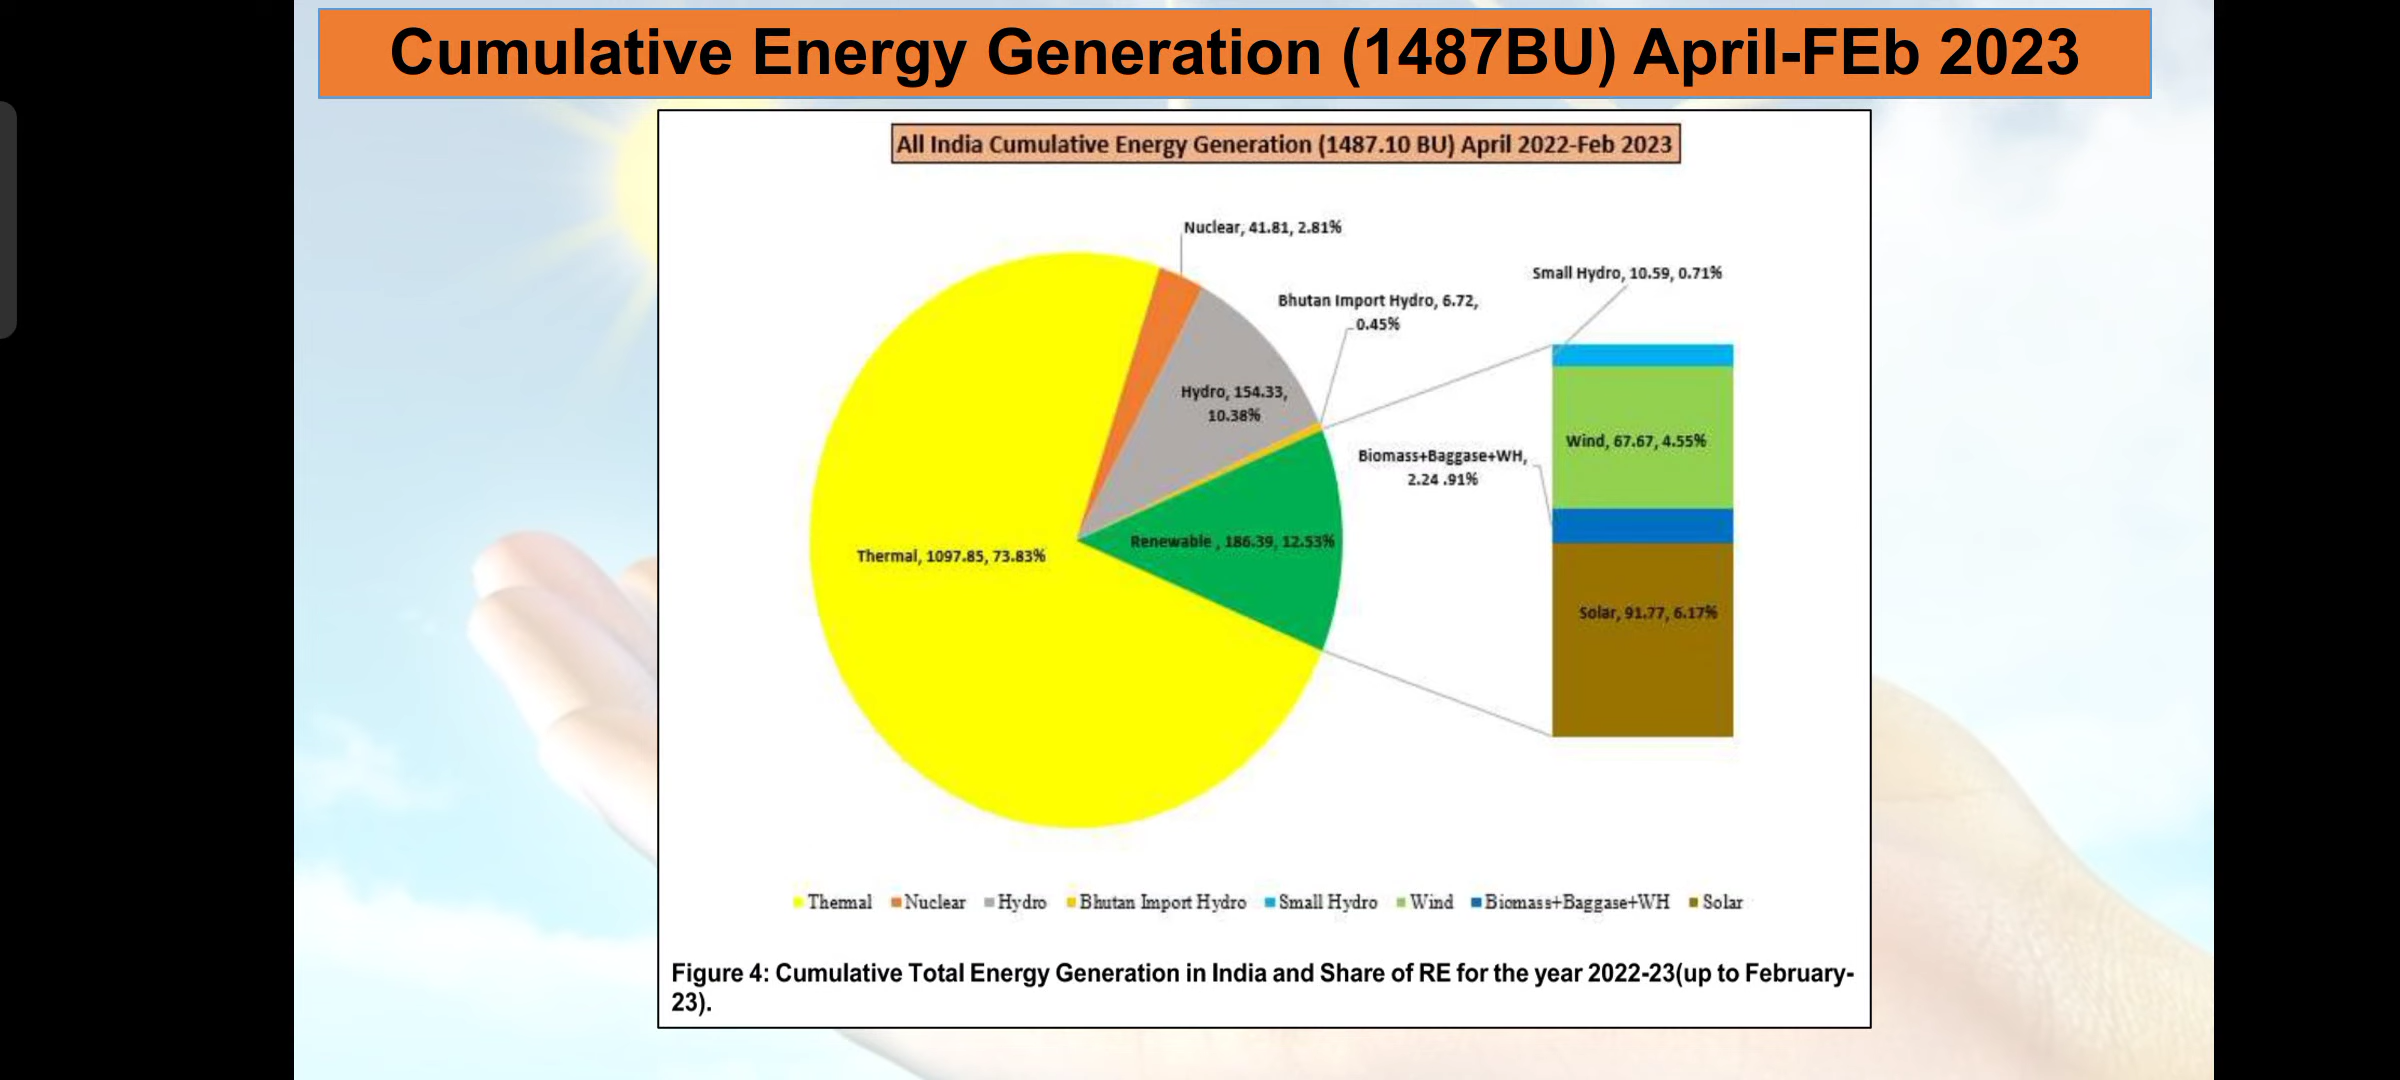 Cumulative Energy Generation (1487BU) April-FEb 2023
All India Cumulative Energy Generation (1487.10 BU) April 2022-Feb 2023
Nuclear, 41.81, 2.81%
Small Hydro, 10.59, 0.71%
Bhutan Import Hydro, 6.72,
0.45%
Hydro, 154.33,
10.38%
Wind, 67.67, 4.55%
Biomass+Baggase+WH,
2.24 .91%
Renewable , 186.39, 12.53%
Thermal, 1097.85, 73.83%
Solar, 91.77, 6.17%
Thermal Nuclear Hydro Bhutan Import Hydro Small Hydro Wind Biomass+Baggase+WH Solar
Figure 4: Cumulative Total Energy Generation in India and Share of RE for the year 2022-23(up to February-
23).